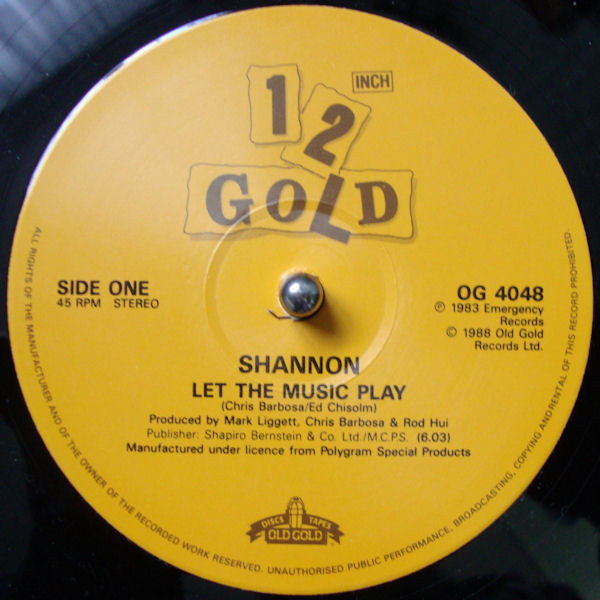 12 INCH
GOLD
SIDE ONE
45 RPM STEREO
OG 4048
℗ 1983 Emergency
Records
© 1988 Old Gold
Records Ltd.
SHANNON
LET THE MUSIC PLAY
(Chris Barbosa/Ed Chisolm)
Produced by Mark Liggett, Chris Barbosa & Rod Hui
Publisher: Shapiro Bernstein & Co. Ltd./M.C.P.S. (6.03)
Manufactured under licence from Polygram Special Products
DISCS TAPES
OLD GOLD
ALL RIGHTS OF THE MANUFACTURER AND OF THE OWNER OF THE RECORDED WORK RESERVED. UNAUTHORISED PUBLIC PERFORMANCE, BROADCASTING, COPYING AND RENTAL OF THIS RECORD PROHIBITED.